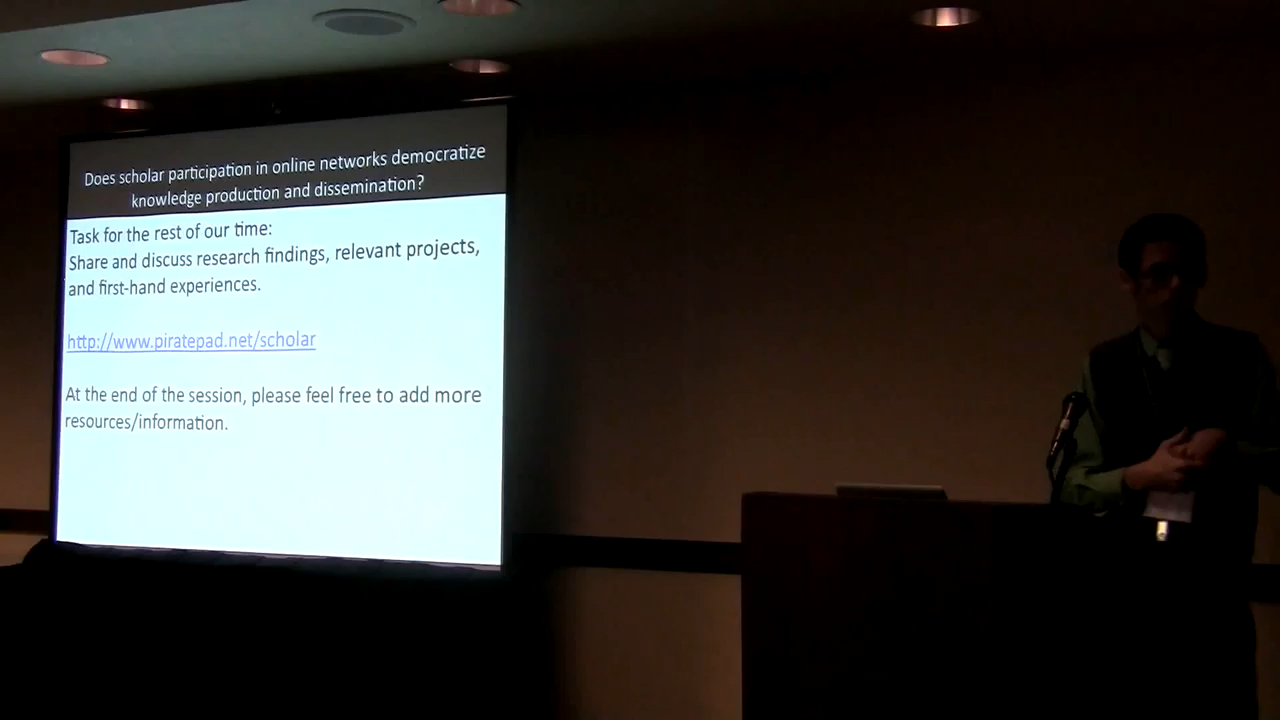 Does scholar participation in online networks democratize
knowledge production and dissemination?
Task for the rest of our time:
Share and discuss research findings, relevant projects,
and first-hand experiences.
http://www.piratepad.net/scholar
At the end of the session, please feel free to add more
resources/information.